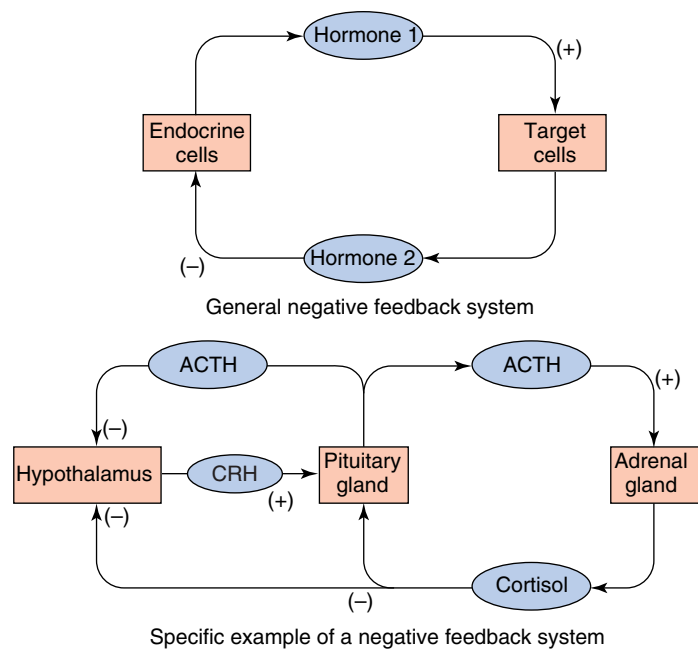 Hormone 1
(+)
Endocrine
cells
Target
cells
Hormone 2
(–)
General negative feedback system
ACTH
ACTH
(+)
(–)
Hypothalamus
CRH
(+)
Pituitary
gland
Adrenal
gland
(–)
Cortisol
(–)
Specific example of a negative feedback system